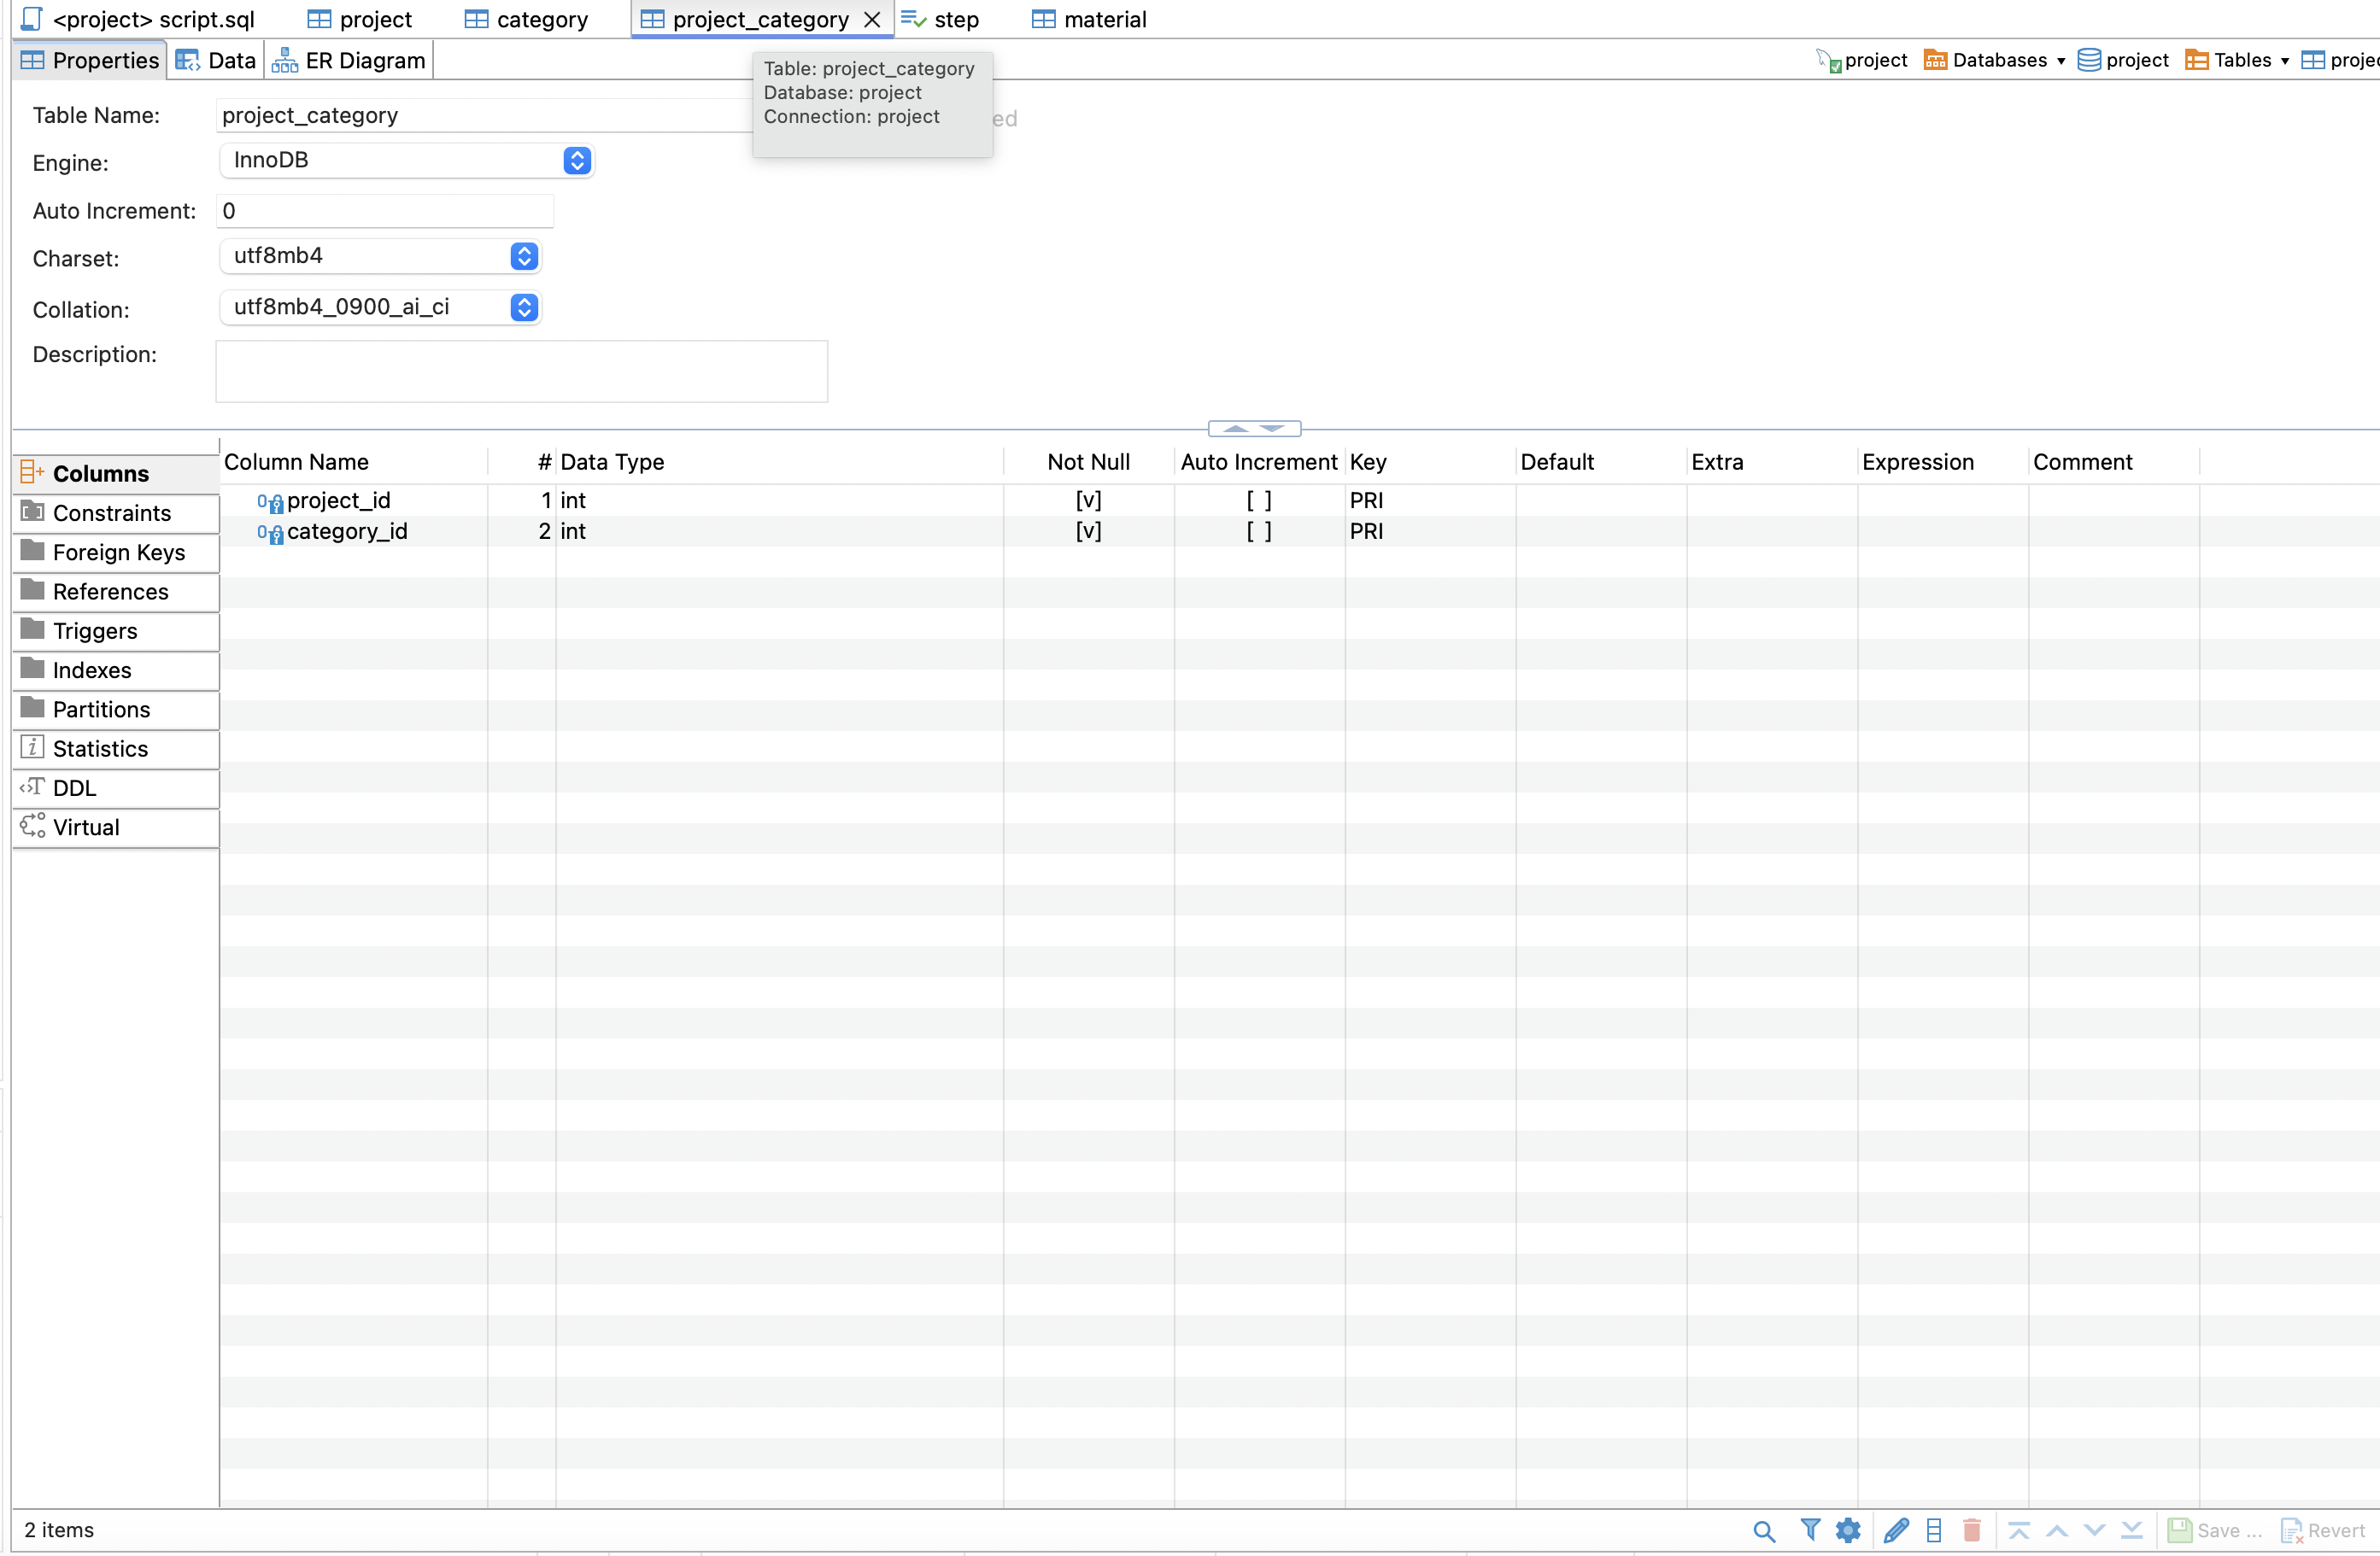 <project> script.sql project category project_category step material
Properties Data ER Diagram project Databases project Tables projec
Table: project_category
Database: project
Connection: project
Table Name: project_category ed
Engine: InnoDB
Auto Increment: 0
Charset: utf8mb4
Collation: utf8mb4_0900_ai_ci
Description:
Column Name # Data Type Not Null Auto Increment Key Default Extra Expression Comment
project_id 1 int [v] [ ] PRI
category_id 2 int [v] [ ] PRI
Columns
Constraints
Foreign Keys
References
Triggers
Indexes
Partitions
Statistics
DDL
Virtual
2 items Save ... Revert